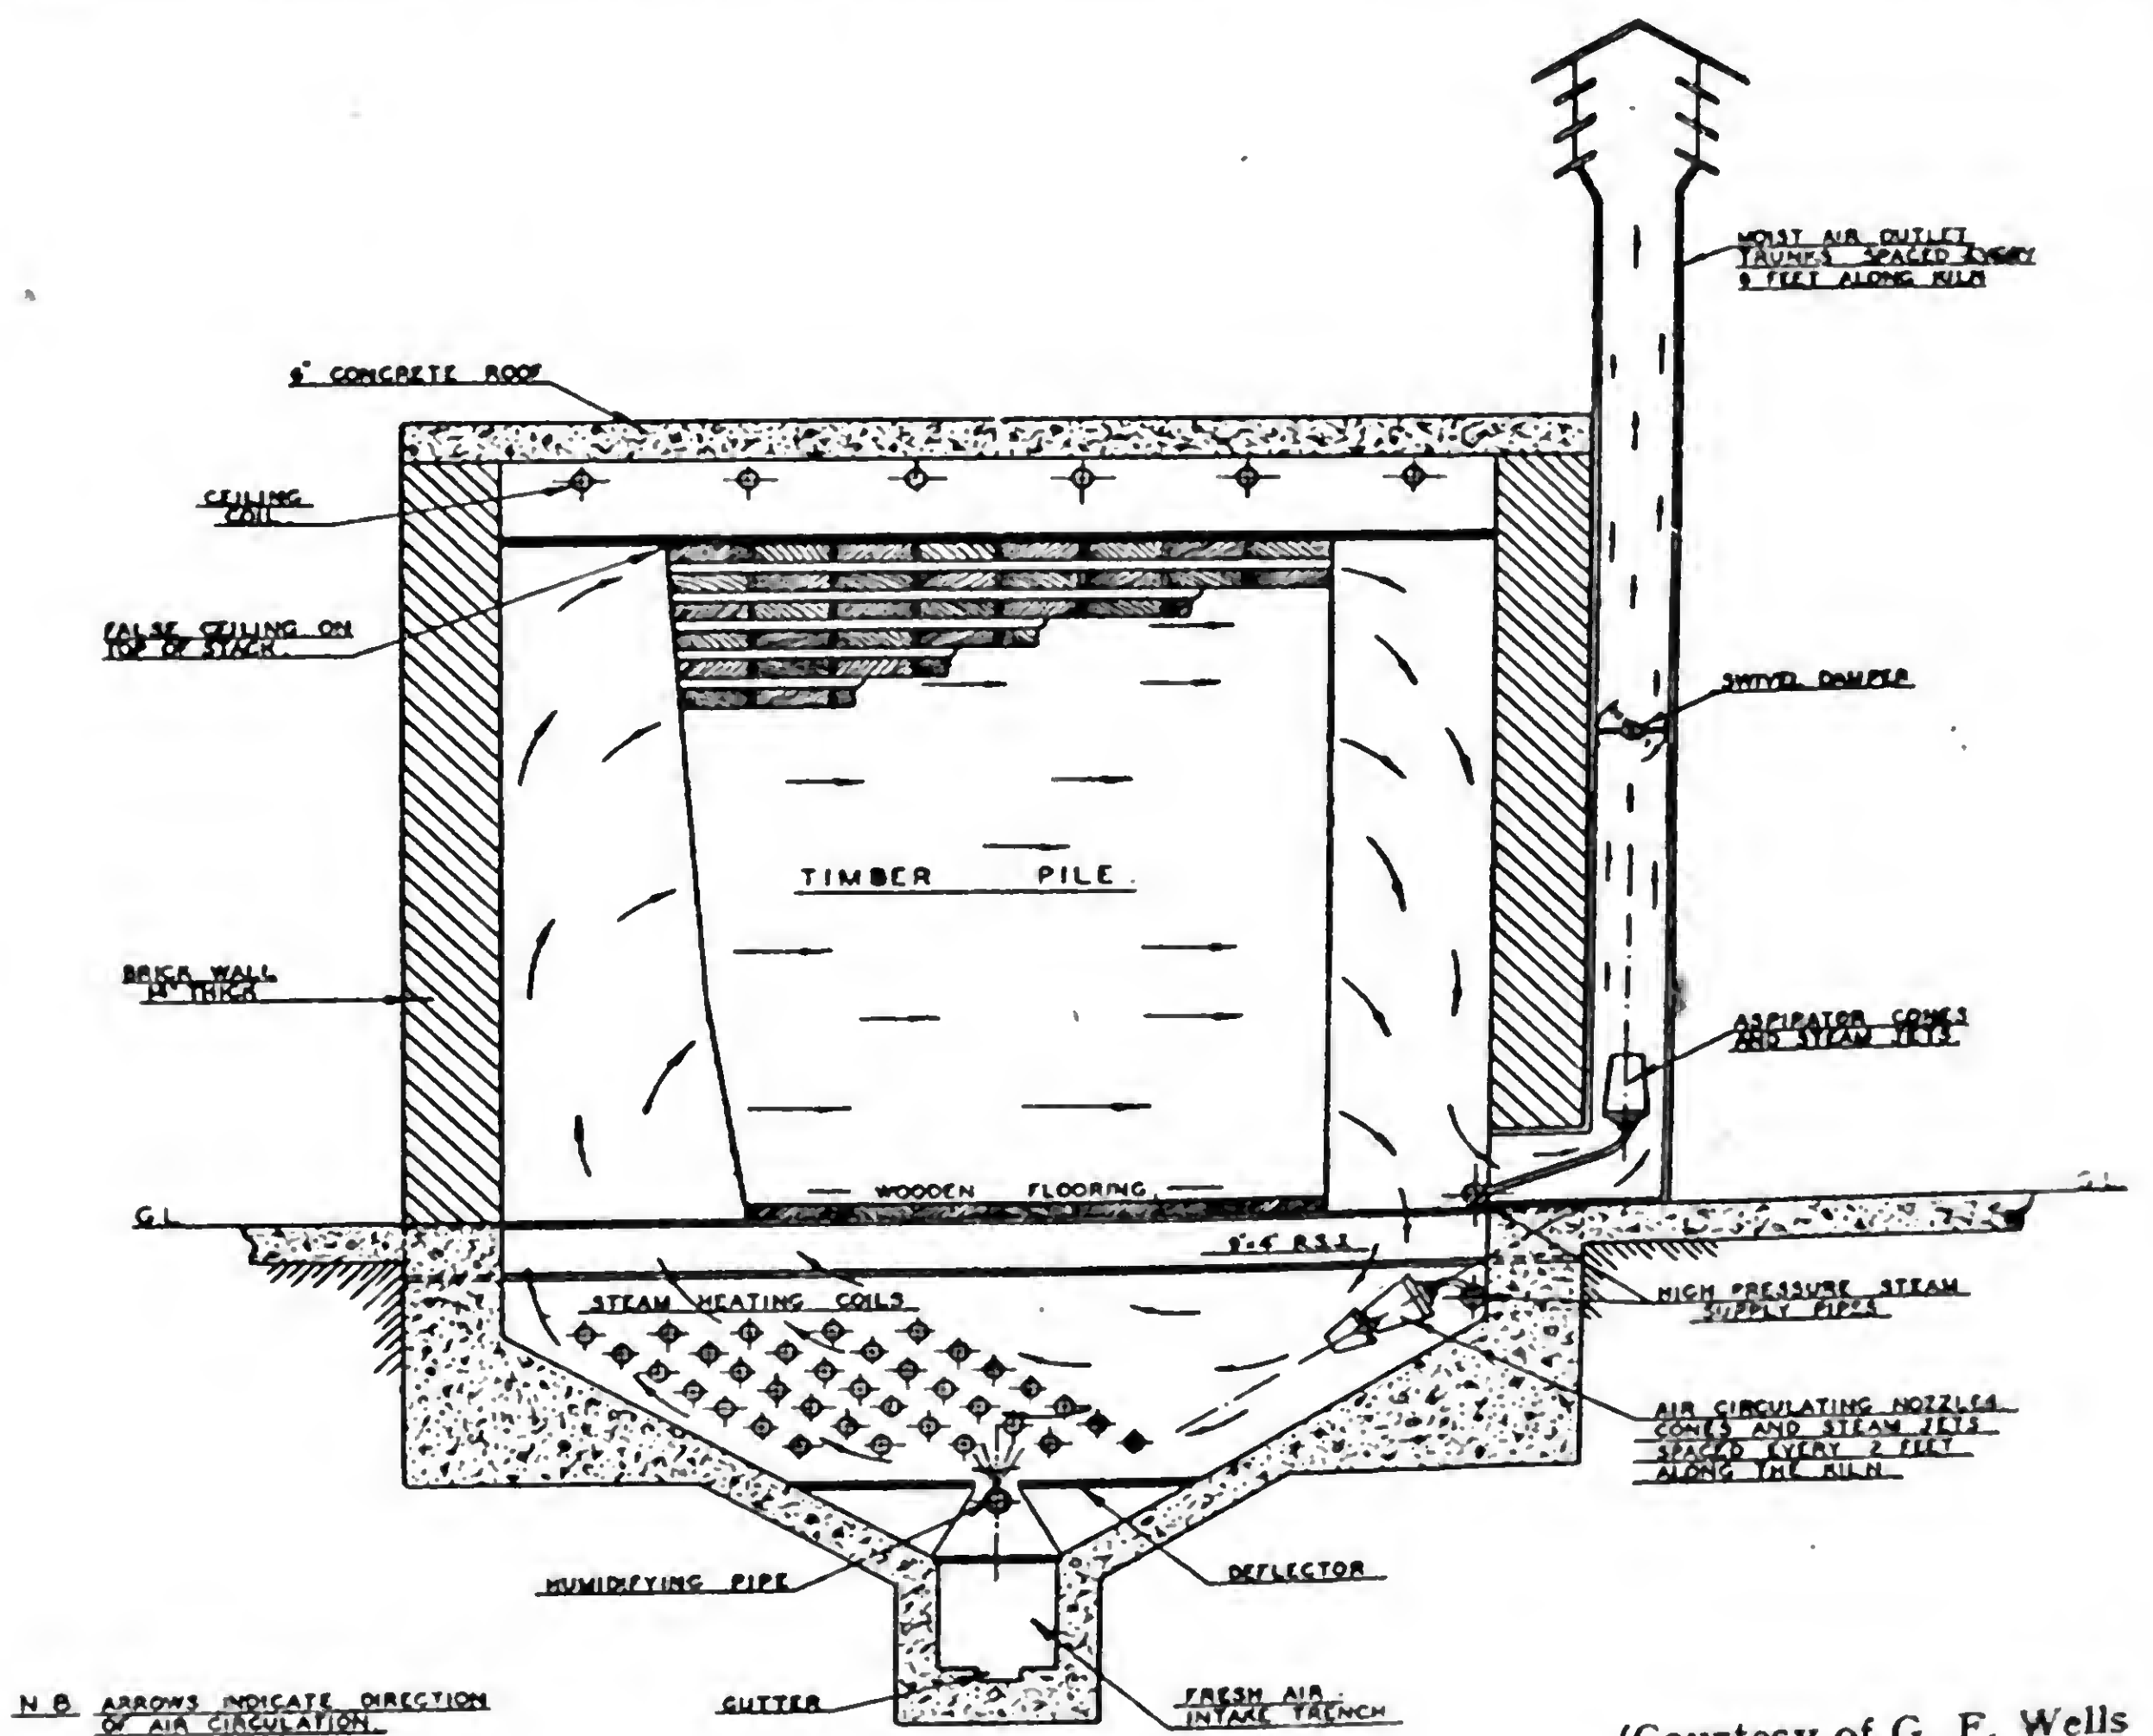 MOIST AIR OUTLET
TRUNKS SPACED EVERY
9 FEET ALONG KILN
6" CONCRETE ROOF
CEILING
COIL.
FALSE CEILING ON
TOP OF STACK.
SWIVEL DAMPER
TIMBER PILE.
BRICK WALL
THICK
ASPIRATOR CONES
AND STEAM JETS.
WOODEN FLOORING.
G.L.
G.L.
R.S.J.
STEAM HEATING COILS
HIGH PRESSURE STEAM
SUPPLY PIPES
AIR CIRCULATING NOZZLES
CONES AND STEAM JETS
SPACED EVERY 2 FEET
ALONG THE KILN.
HUMIDIFYING PIPE
DEFLECTOR
N B ARROWS INDICATE DIRECTION
OF AIR CIRCULATION.
GUTTER
FRESH AIR
INTAKE TRENCH
(Courtesy of G. F. Wells